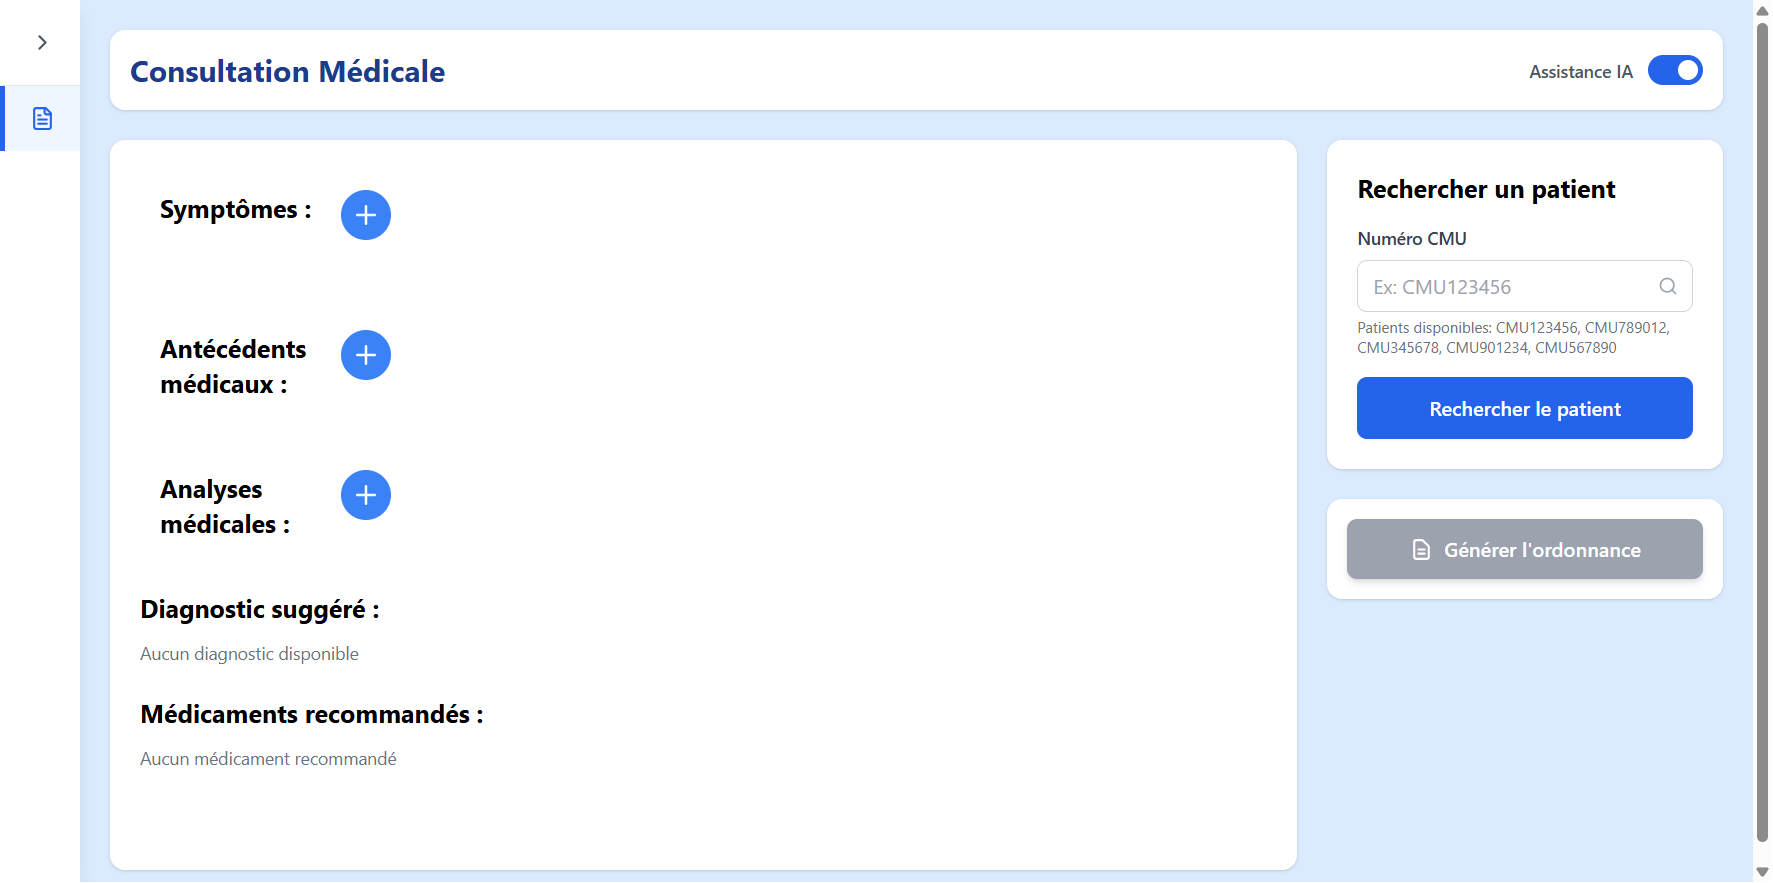 Consultation Médicale
Assistance IA
Symptômes :
Antécédents
médicaux :
Analyses
médicales :
Diagnostic suggéré :
Aucun diagnostic disponible
Médicaments recommandés :
Aucun médicament recommandé
Rechercher un patient
Numéro CMU
Ex: CMU123456
Patients disponibles: CMU123456, CMU789012,
CMU345678, CMU901234, CMU567890
Rechercher le patient
Générer l'ordonnance